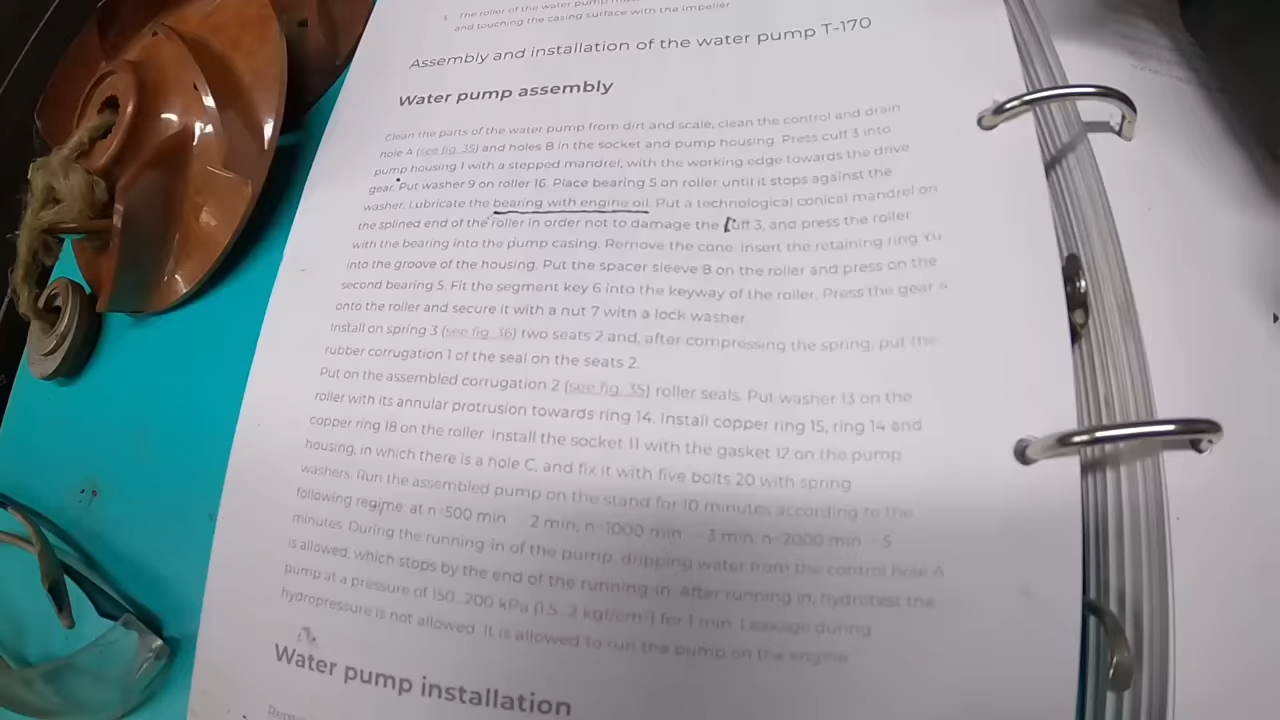 1. The roller of the water pump
and touching the casing surface with the impeller
Assembly and installation of the water pump T-170
Water pump assembly
Clean the parts of the water pump from dirt and scale, clean the control and drain
hole A (see fig. 35) and holes B in the socket and pump housing. Press cuff 3 into
pump housing 1 with a stepped mandrel, with the working edge towards the drive
gear. Put washer 9 on roller 16. Place bearing 5 on roller until it stops against the
washer. Lubricate the bearing with engine oil. Put a technological conical mandrel on
the splined end of the roller in order not to damage the cuff 3, and press the roller
with the bearing into the pump casing. Remove the cone. Insert the retaining ring
into the groove of the housing. Put the spacer sleeve 8 on the roller and press on the
second bearing 5. Fit the segment key 6 into the keyway of the roller. Press the gear
onto the roller and secure it with a nut 7 with a lock washer.
Install on spring 3 (see fig. 36) two seats 2 and, after compressing the spring, put the
rubber corrugation 1 of the seal on the seats 2.
Put on the assembled corrugation 2 (see fig. 35) roller seals. Put washer 13 on the
roller with its annular protrusion towards ring 14. Install copper ring 15, ring 14 and
copper ring 18 on the roller. Install the socket 11 with the gasket 12 on the pump
housing, in which there is a hole C, and fix it with five bolts 20 with spring
washers. Run the assembled pump on the stand for 10 minutes according to the
following regime: at n=500 min 2 min, n=1000 min - 3 min, n=2000 min - 5
minutes. During the running-in of the pump, dripping water from the control hole A
is allowed, which stops by the end of the running-in. After running in, hydrotest the
pump at a pressure of 150...200 kPa (1.5...2 kgf/cm²) for 1 min. Leakage during
hydropressure is not allowed. It is allowed to run the pump on the engine.
Water pump installation